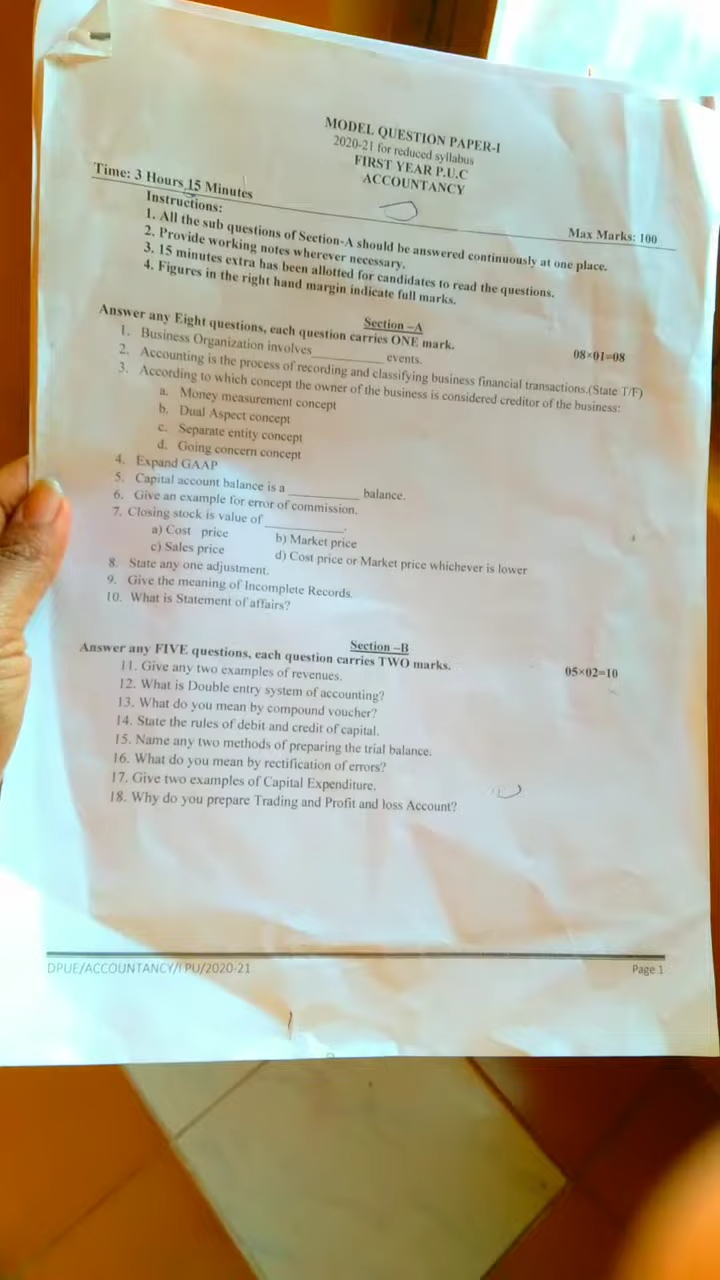 MODEL QUESTION PAPER-I
2020-21 for reduced syllabus
FIRST YEAR P.U.C
ACCOUNTANCY
Time: 3 Hours 15 Minutes
Max Marks: 100
Instructions:
1. All the sub questions of Section-A should be answered continuously at one place.
2. Provide working notes wherever necessary.
3. 15 minutes extra has been allotted for candidates to read the questions.
4. Figures in the right hand margin indicate full marks.
Section –A
Answer any Eight questions, each question carries ONE mark. 08×01=08
1. Business Organization involves__________ events.
2. Accounting is the process of recording and classifying business financial transactions.(State T/F)
3. According to which concept the owner of the business is considered creditor of the business:
a. Money measurement concept
b. Dual Aspect concept
c. Separate entity concept
d. Going concern concept
4. Expand GAAP
5. Capital account balance is a __________ balance.
6. Give an example for error of commission.
7. Closing stock is value of __________.
a) Cost price b) Market price
c) Sales price d) Cost price or Market price whichever is lower
8. State any one adjustment.
9. Give the meaning of Incomplete Records.
10. What is Statement of affairs?
Section –B
Answer any FIVE questions, each question carries TWO marks. 05×02=10
11. Give any two examples of revenues.
12. What is Double entry system of accounting?
13. What do you mean by compound voucher?
14. State the rules of debit and credit of capital.
15. Name any two methods of preparing the trial balance.
16. What do you mean by rectification of errors?
17. Give two examples of Capital Expenditure.
18. Why do you prepare Trading and Profit and loss Account?
DPUE/ACCOUNTANCY/I PU/2020-21
Page 1